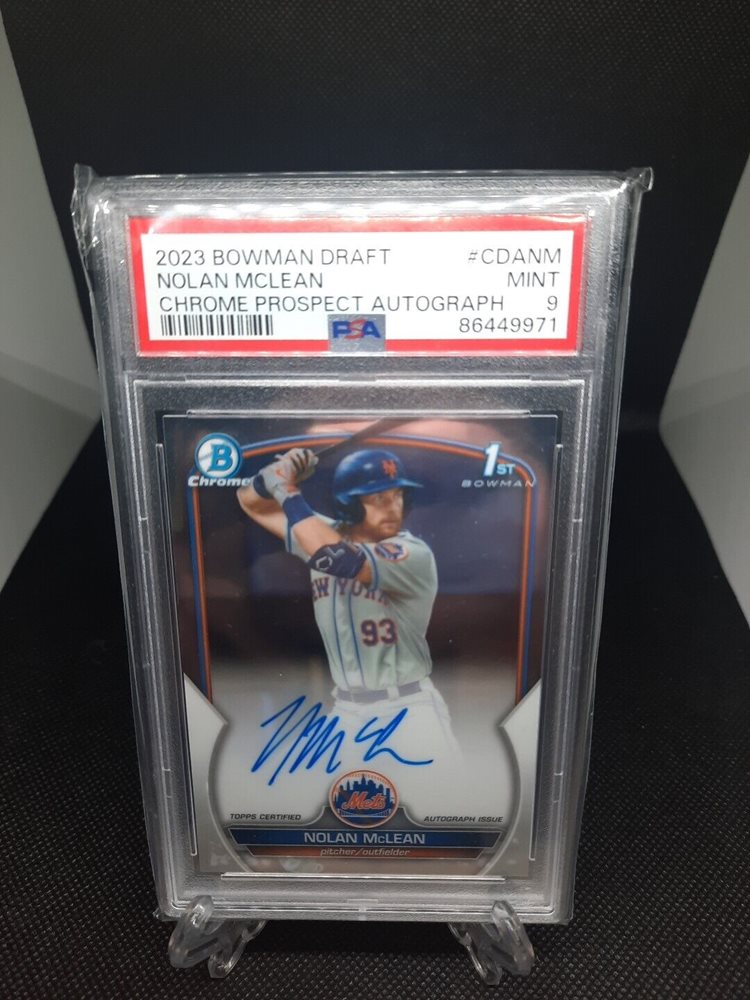 2023 BOWMAN DRAFT #CDANM
NOLAN MCLEAN MINT
CHROME PROSPECT AUTOGRAPH 9
PSA 86449971
B
Chrome
1ST
BOWMAN
NY
NEW YORK
93
Mets
TOPPS CERTIFIED AUTOGRAPH ISSUE
NOLAN McLEAN
pitcher/outfielder